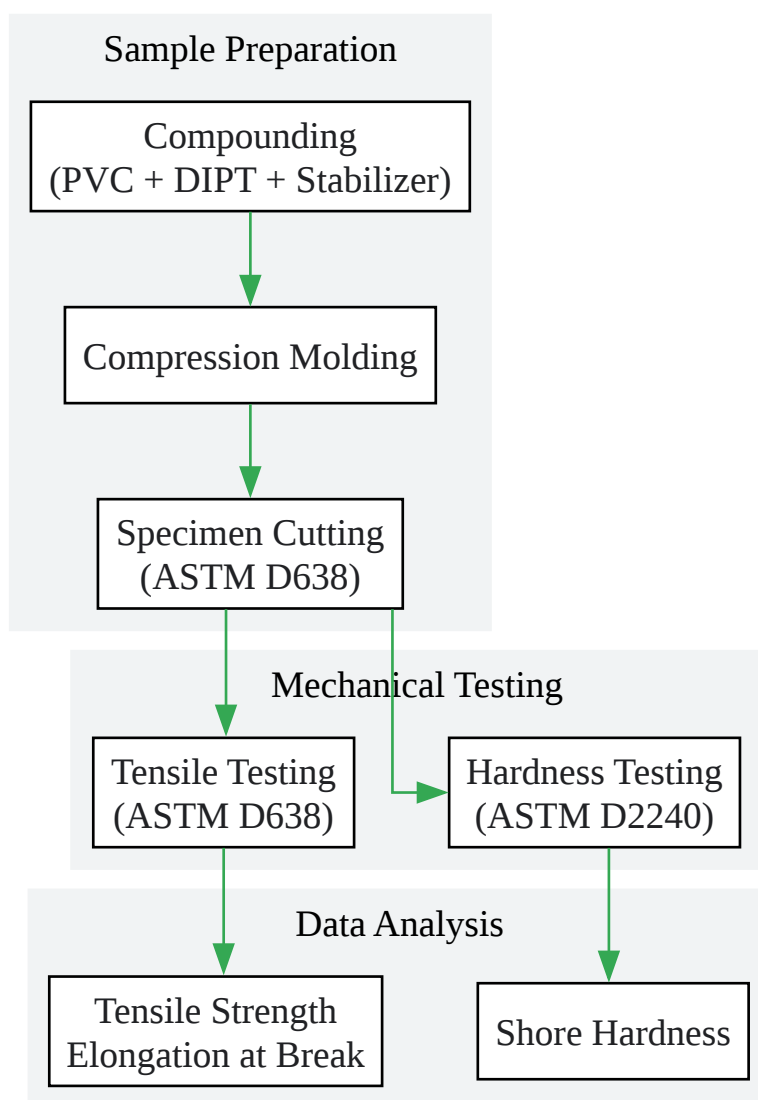 Sample Preparation
Compounding
(PVC + DIPT + Stabilizer)
Compression Molding
Specimen Cutting
(ASTM D638)
Mechanical Testing
Tensile Testing
(ASTM D638)
Hardness Testing
(ASTM D2240)
Data Analysis
Tensile Strength
Elongation at Break
Shore Hardness